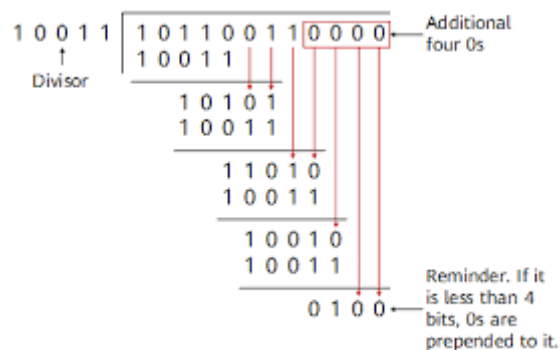 1 0 0 1 1 1 0 1 1 0 0 1 1 0 0 0 0
Additional
four 0s
1 0 0 1 1
Divisor
1 0 1 0 1
1 0 0 1 1
1 1 0 1 0
1 0 0 1 1
1 0 0 1 0
1 0 0 1 1
0 1 0 0
Reminder. If it
is less than 4
bits, 0s are
prepended to it.